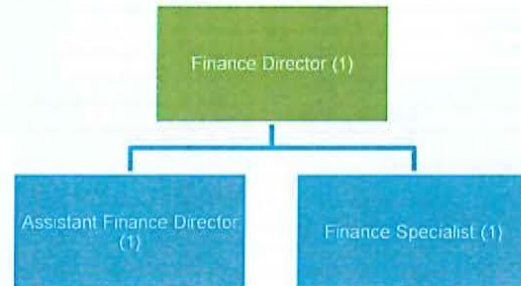 Finance Director (1)
Assistant Finance Director
(1)
Finance Specialist (1)